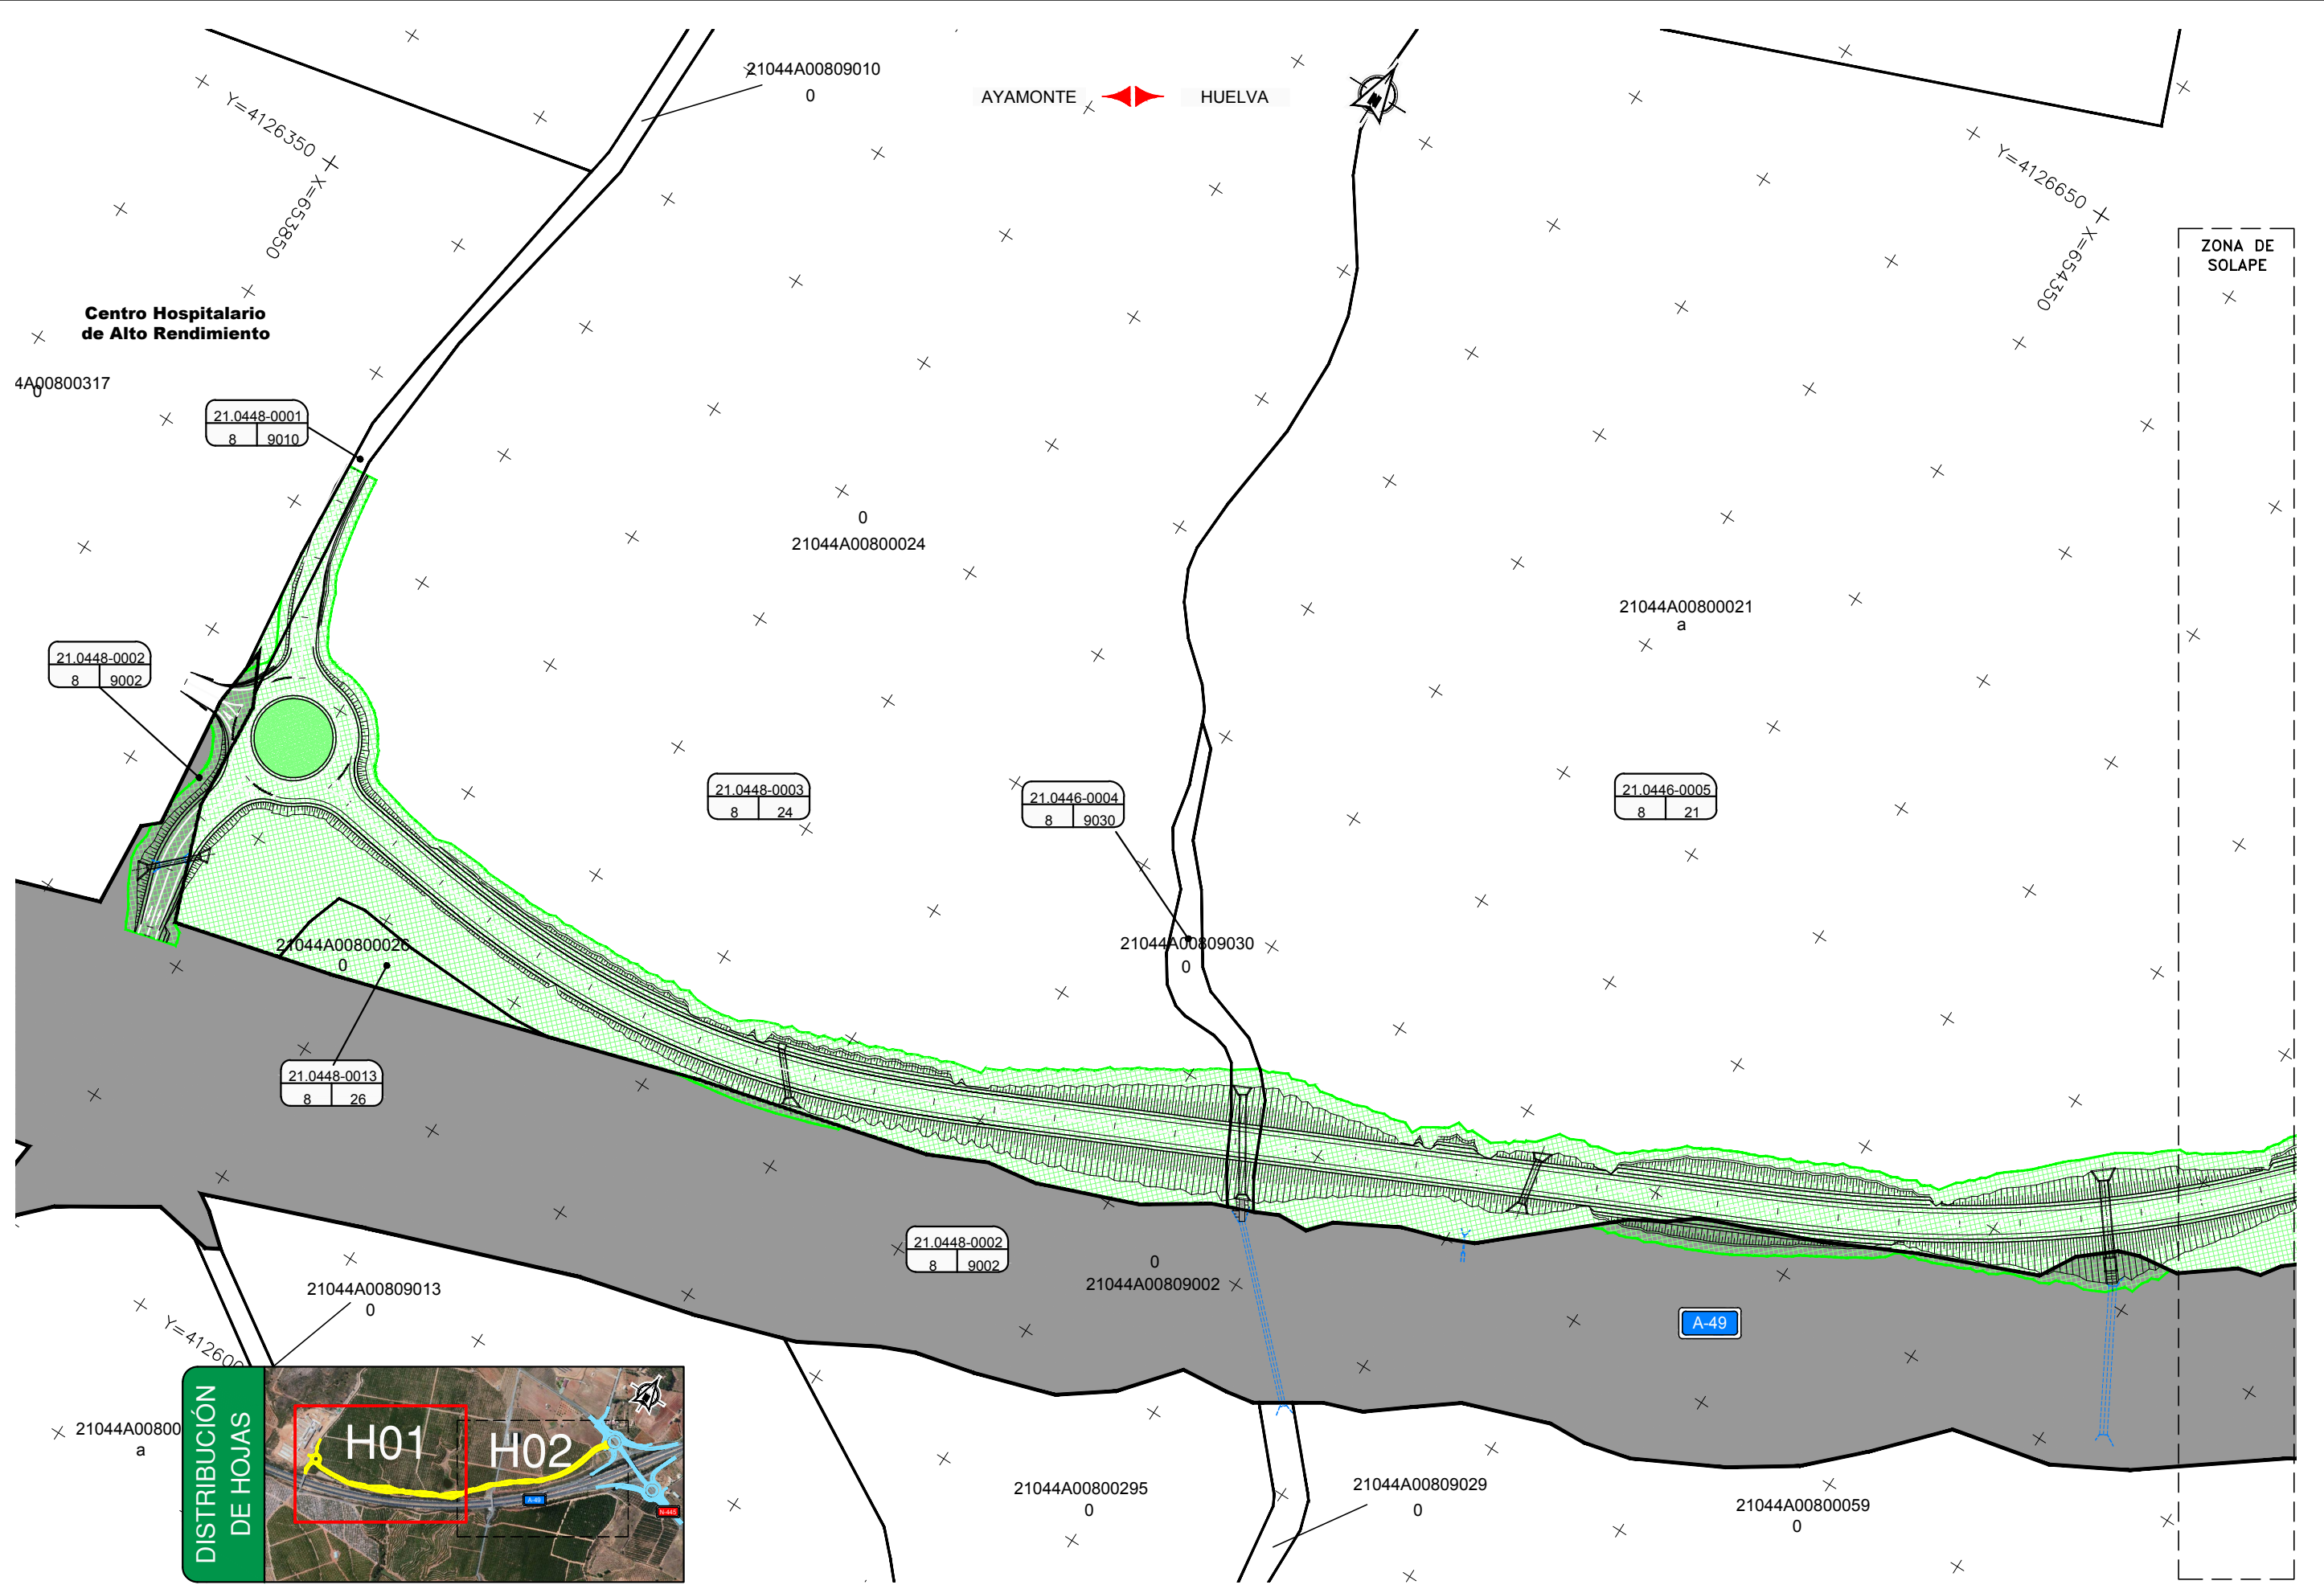 21044A00809010
0
AYAMONTE
HUELVA
N
Y=4126350
X=653850
Y=4126650
X=654350
ZONA DE
SOLAPE
Centro Hospitalario
de Alto Rendimiento
4A00800317
0
21.0448-0001
8 9010
0
21044A00800024
21044A00800021
a
21.0448-0002
8 9002
21.0448-0003
8 24
21.0446-0004
8 9030
21.0446-0005
8 21
21044A00800026
0
21044A00809030
0
21.0448-0013
8 26
21.0448-0002
8 9002
0
21044A00809002
21044A00809013
0
A-49
Y=412600
21044A00800
a
DISTRIBUCIÓN
DE HOJAS
H01
H02
A-49
N-445
21044A00800295
0
21044A00809029
0
21044A00800059
0